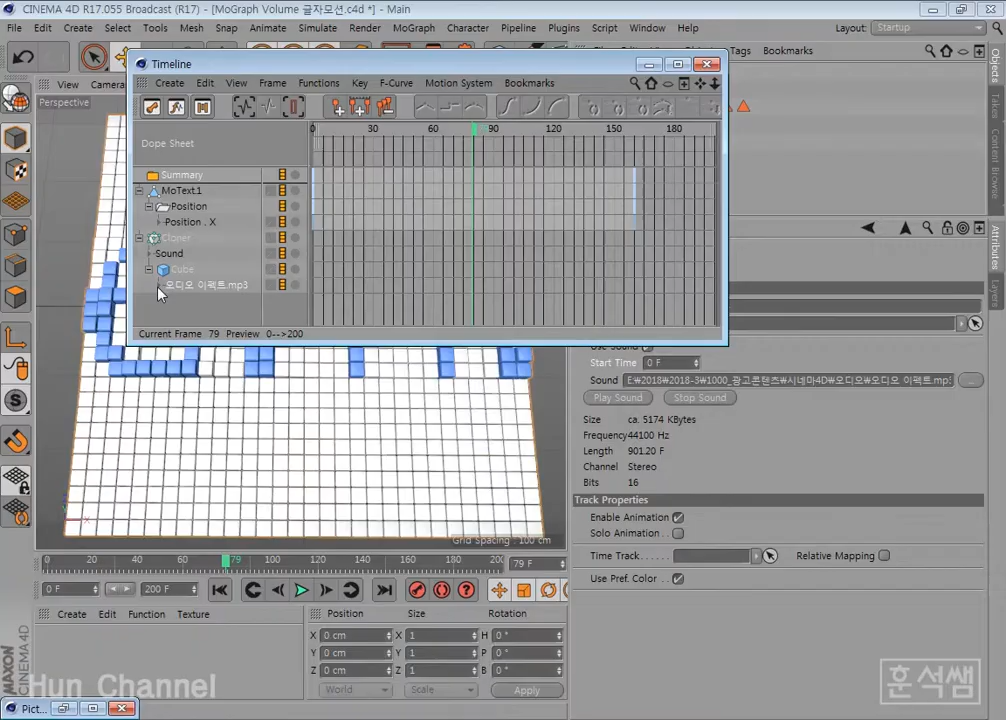 CINEMA 4D R17.055 Broadcast (R17) - [MoGraph Volume 글자모션.c4d *] - Main
File Edit Create Select Tools Mesh Snap Animate Simulate Render MoGraph Character Pipeline Plugins Script Window Help Layout: Startup
Tags Bookmarks
View Camera
Perspective
Timeline
Create Edit View Frame Functions Key F-Curve Motion System Bookmarks
0 30 60 90 120 150 180
Dope Sheet
Summary
MoText.1
Position
Position . X
Cloner
Sound
Cube
오디오 이펙트.mp3
Current Frame 79 Preview 0-->200
Objects
Takes
Content Browser
Attributes
Layers
Start Time 0 F
Sound E:₩2018₩2018-3₩1000_광고콘텐츠₩시네마4D₩오디오₩오디오 이펙트.mp3
Play Sound Stop Sound
Size ca. 5174 KBytes
Frequency 44100 Hz
Length 901.20 F
Channel Stereo
Bits 16
Track Properties
Enable Animation
Solo Animation
Time Track Relative Mapping
Use Pref. Color
Grid Spacing : 100 cm
0 20 40 60 79 100 120 140 160 180 200 79 F
0 F 200 F
Create Edit Function Texture
Position Size Rotation
X 0 cm X 1 H 0 °
Y 0 cm Y 1 P 0 °
Z 0 cm Z 1 B 0 °
World Scale Apply
MAXON CINEMA 4D
Hun Channel
훈석쌤
Pict...